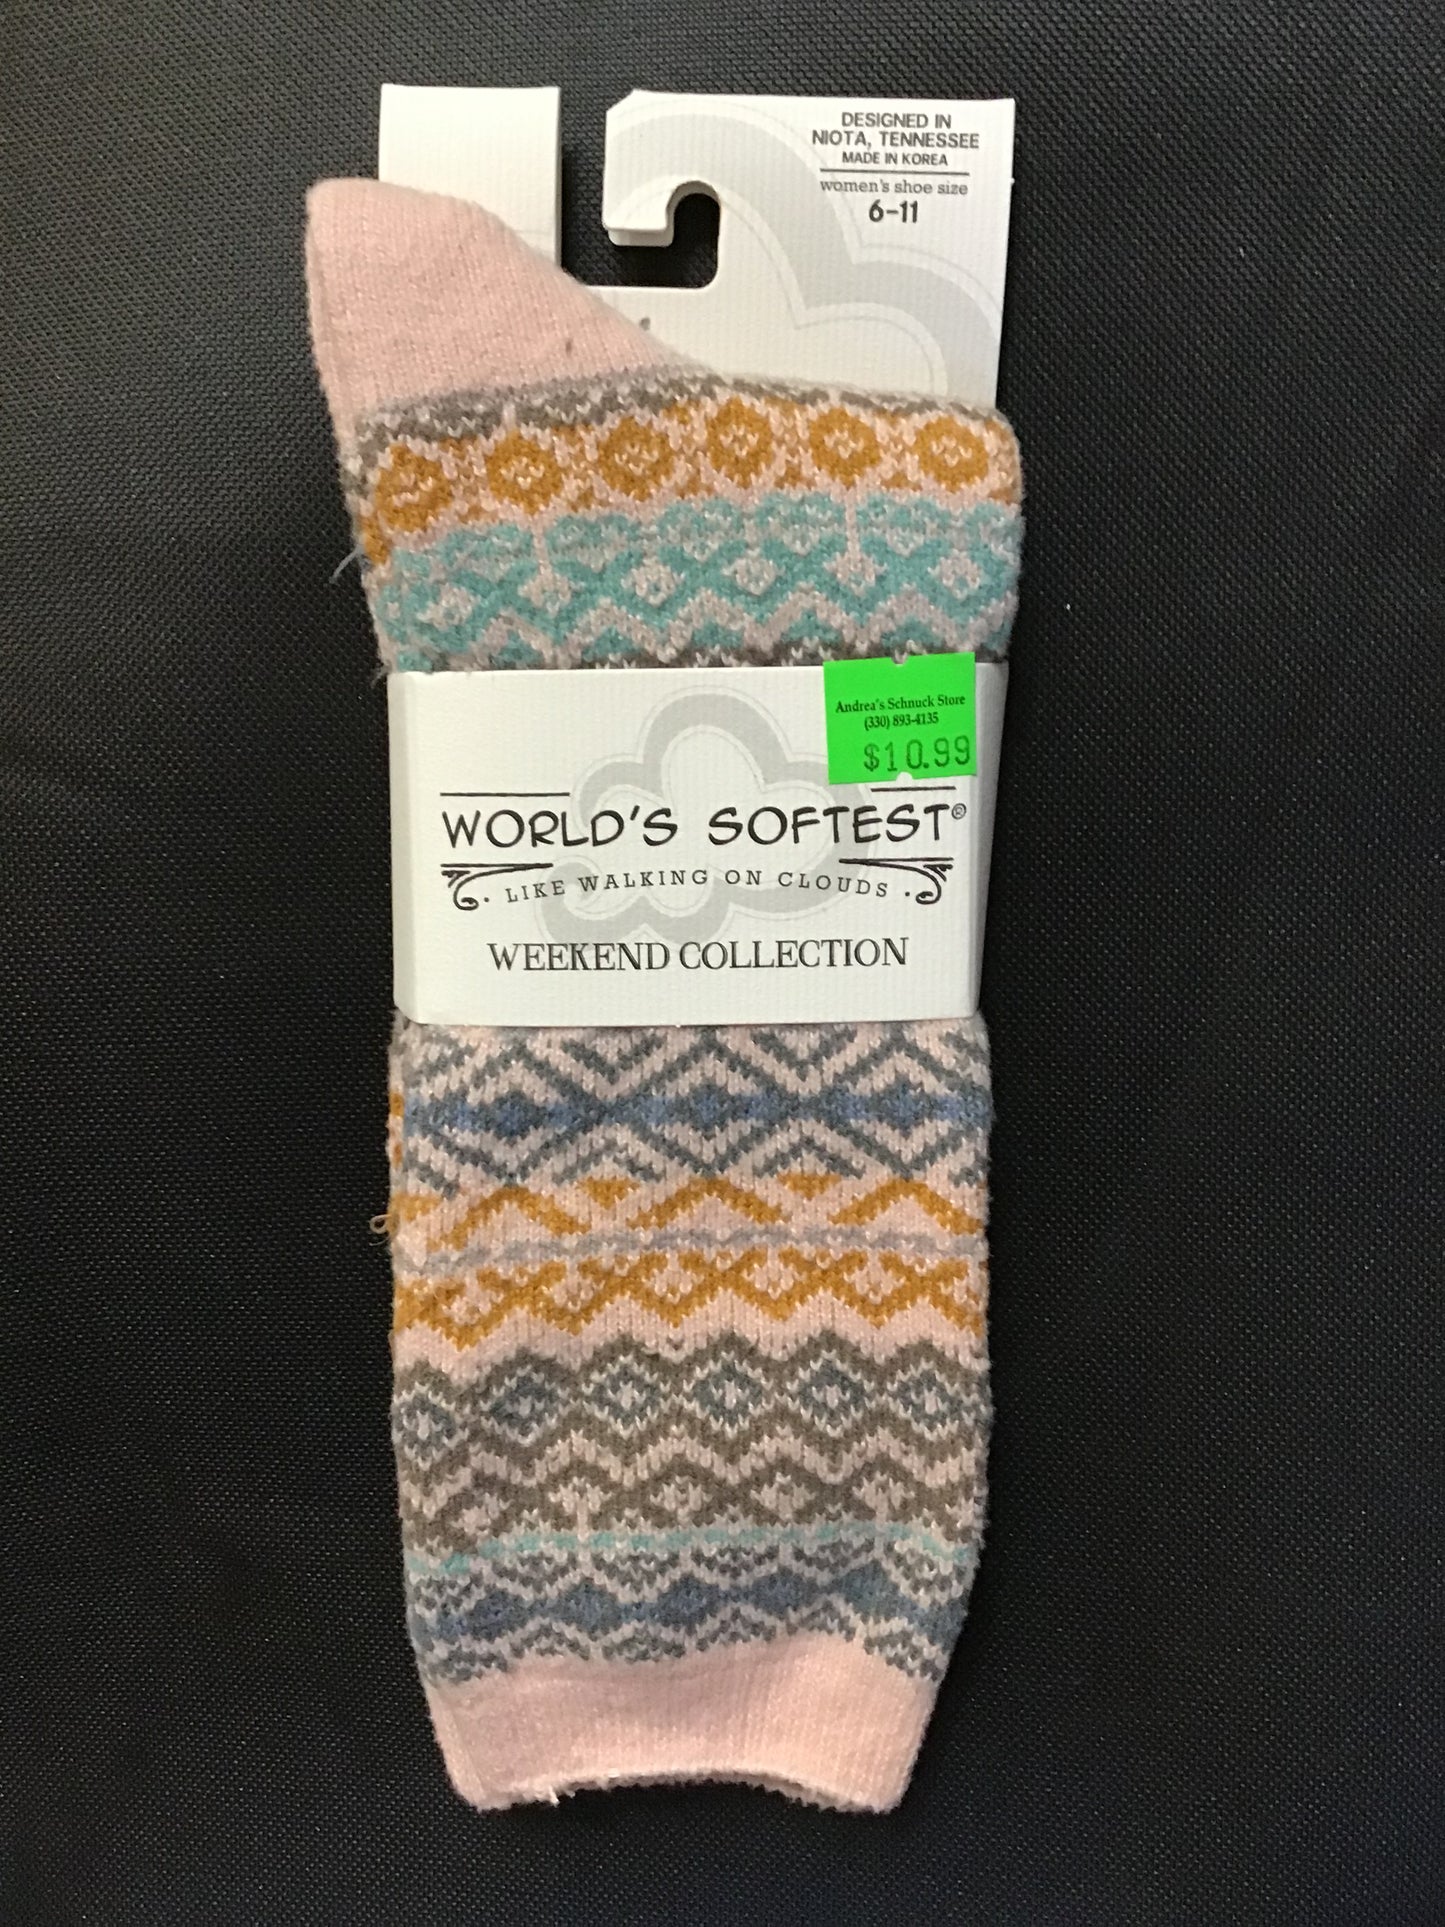 DESIGNED IN
NIOTA, TENNESSEE
MADE IN KOREA
women's shoe size
6-11
Andrea's Schnuck Store
(330) 893-4135
$10.99
WORLD'S SOFTEST®
· LIKE WALKING ON CLOUDS ·
WEEKEND COLLECTION